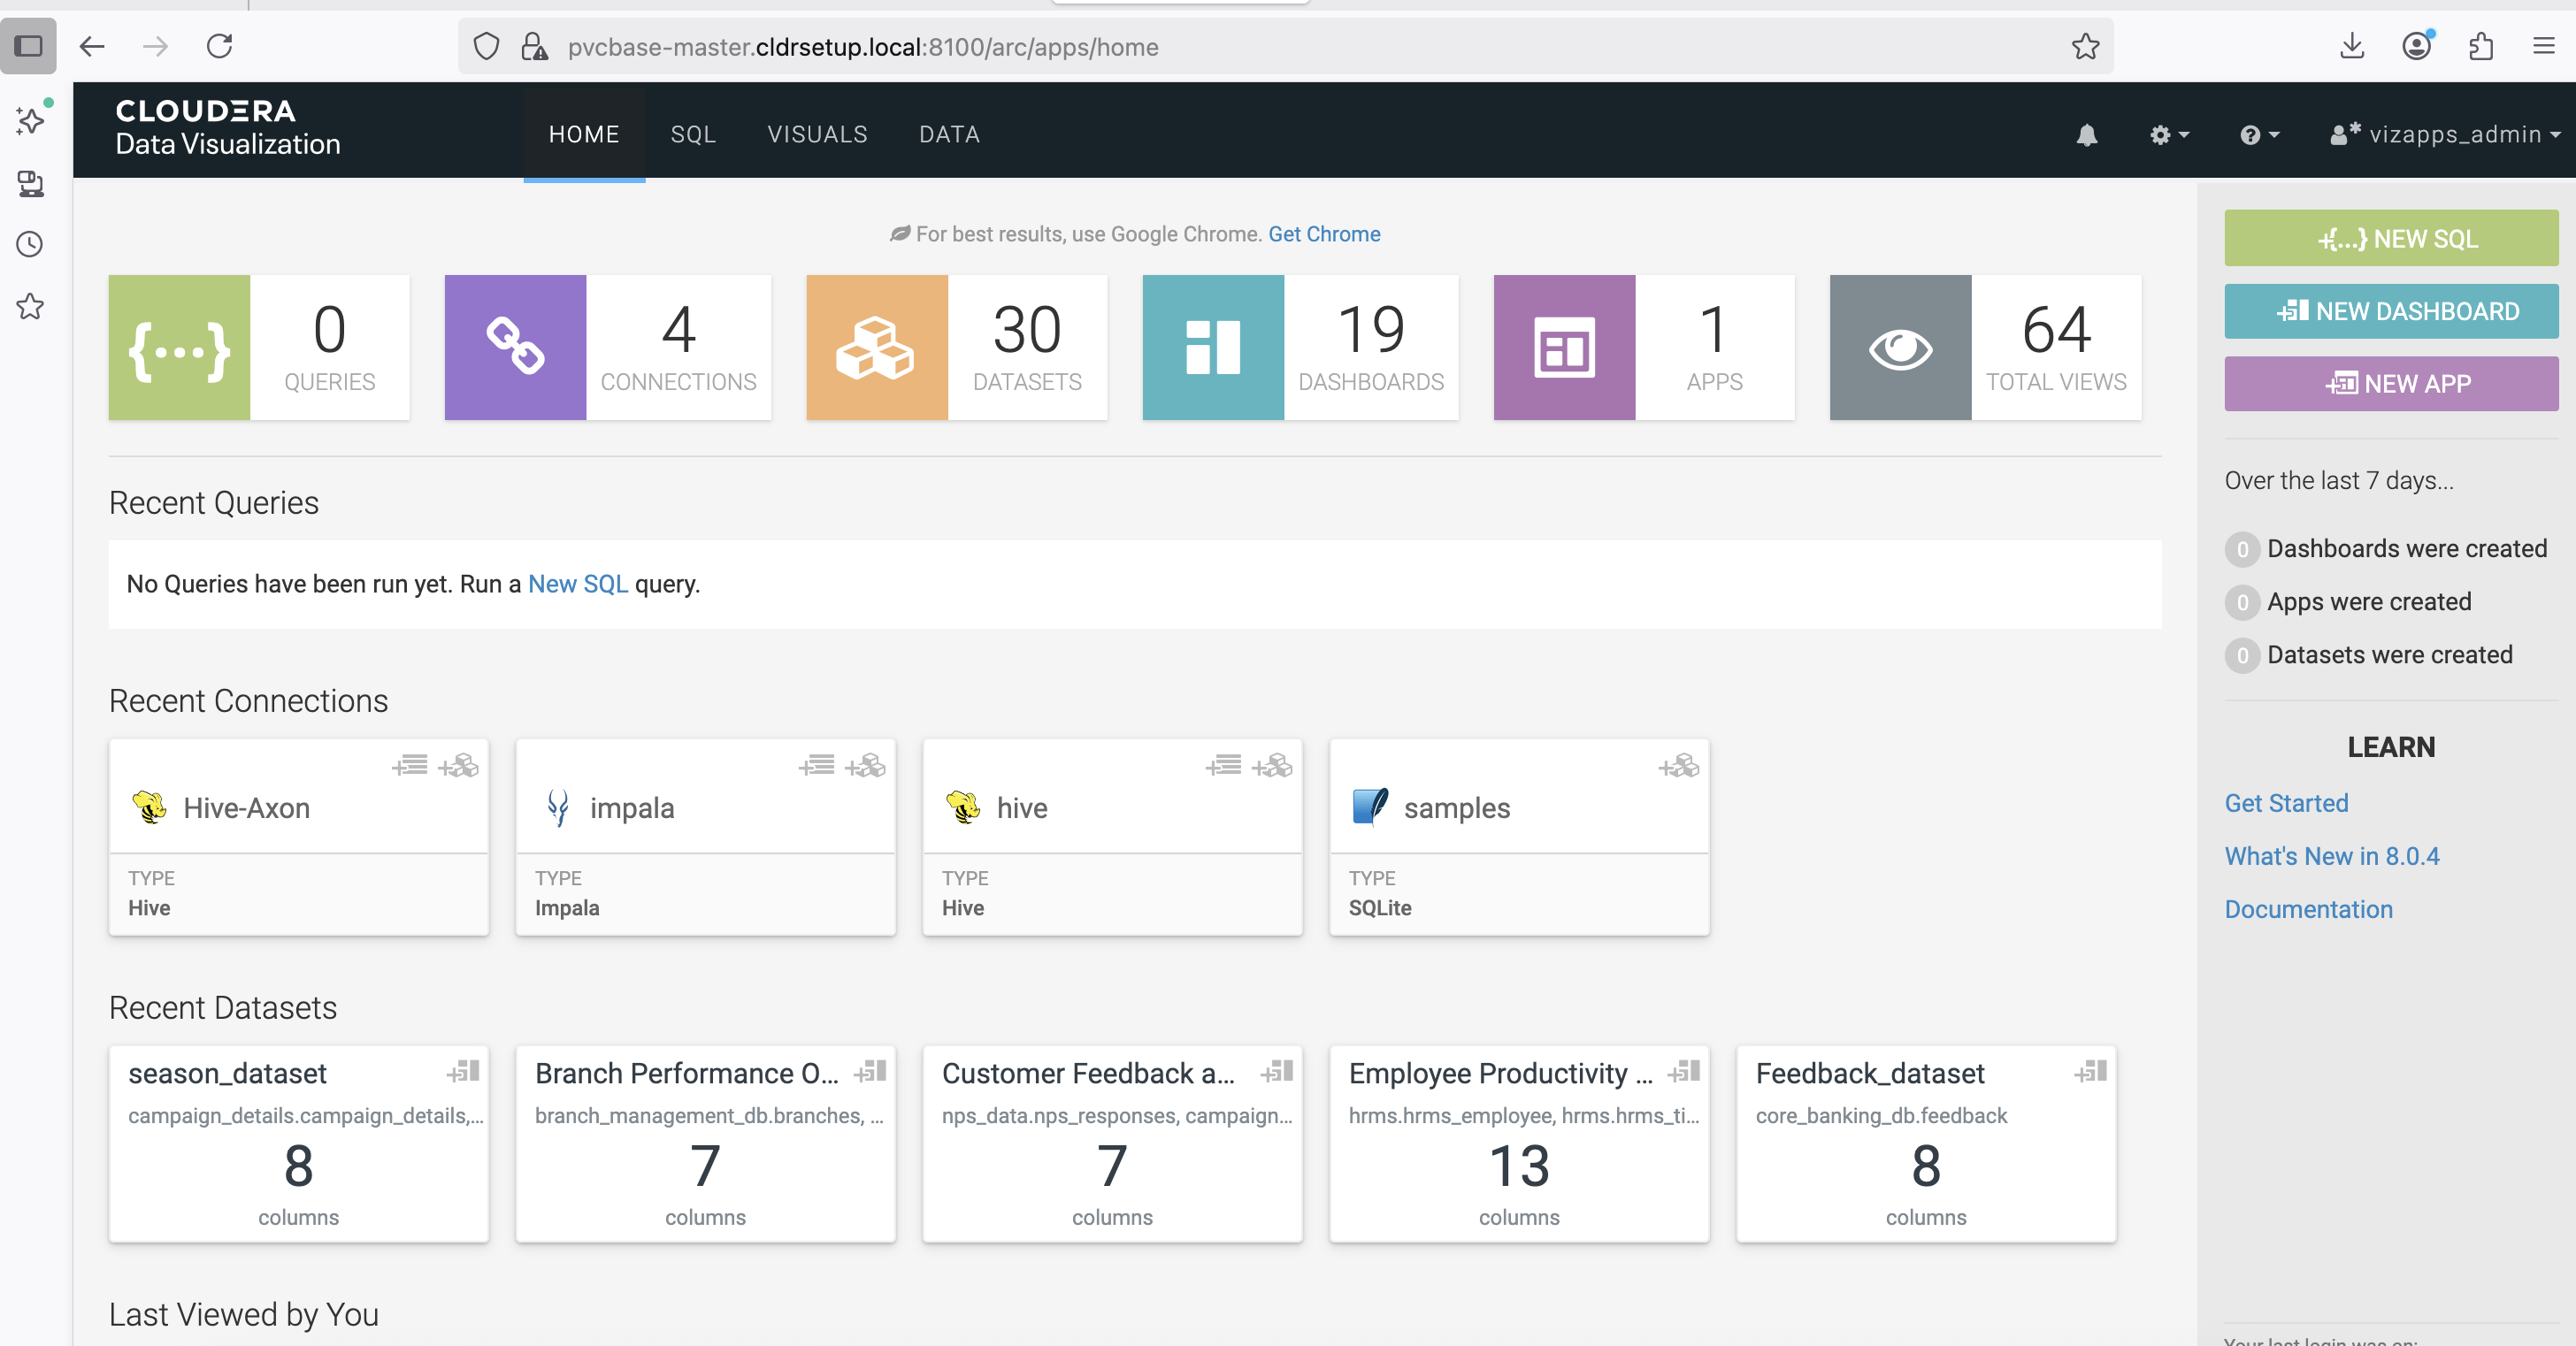 pvcbase-master.cldrsetup.local:8100/arc/apps/home
CLOUDERA
Data Visualization
HOME SQL VISUALS DATA
vizapps_admin
For best results, use Google Chrome. Get Chrome
{...} 0 QUERIES
4 CONNECTIONS
30 DATASETS
19 DASHBOARDS
1 APPS
64 TOTAL VIEWS
+{...} NEW SQL
NEW DASHBOARD
NEW APP
Over the last 7 days...
0 Dashboards were created
0 Apps were created
0 Datasets were created
LEARN
Get Started
What's New in 8.0.4
Documentation
Recent Queries
No Queries have been run yet. Run a New SQL query.
Recent Connections
Hive-Axon
TYPE
Hive
impala
TYPE
Impala
hive
TYPE
Hive
samples
TYPE
SQLite
Recent Datasets
season_dataset
campaign_details.campaign_details,...
8
columns
Branch Performance O...
branch_management_db.branches, ...
7
columns
Customer Feedback a...
nps_data.nps_responses, campaign...
7
columns
Employee Productivity ...
hrms.hrms_employee, hrms.hrms_ti...
13
columns
Feedback_dataset
core_banking_db.feedback
8
columns
Last Viewed by You
Your last login was on: